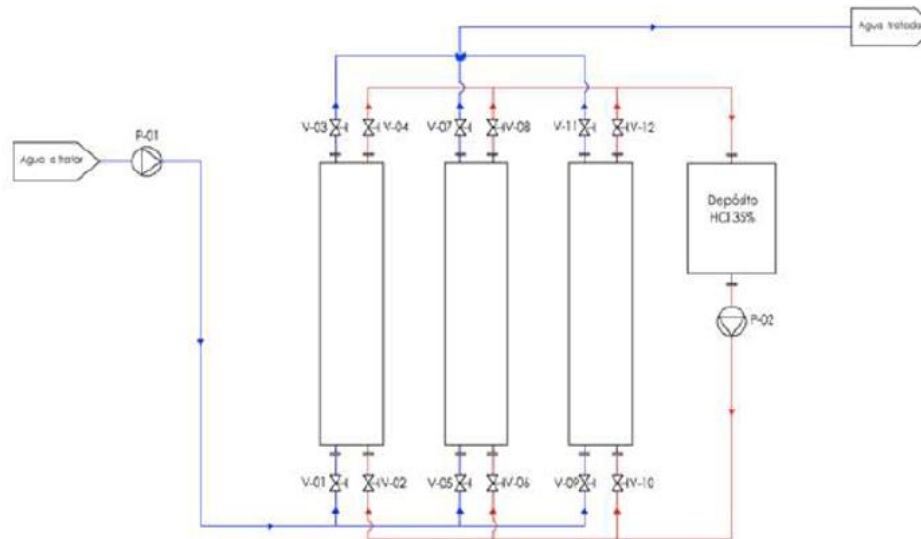 Agua tratada
P-01
V-03
V-04
V-07
V-08
V-11
V-12
Agua a tratar
Depósito
HCl 35%
P-02
V-01
V-02
V-05
V-06
V-09
V-10